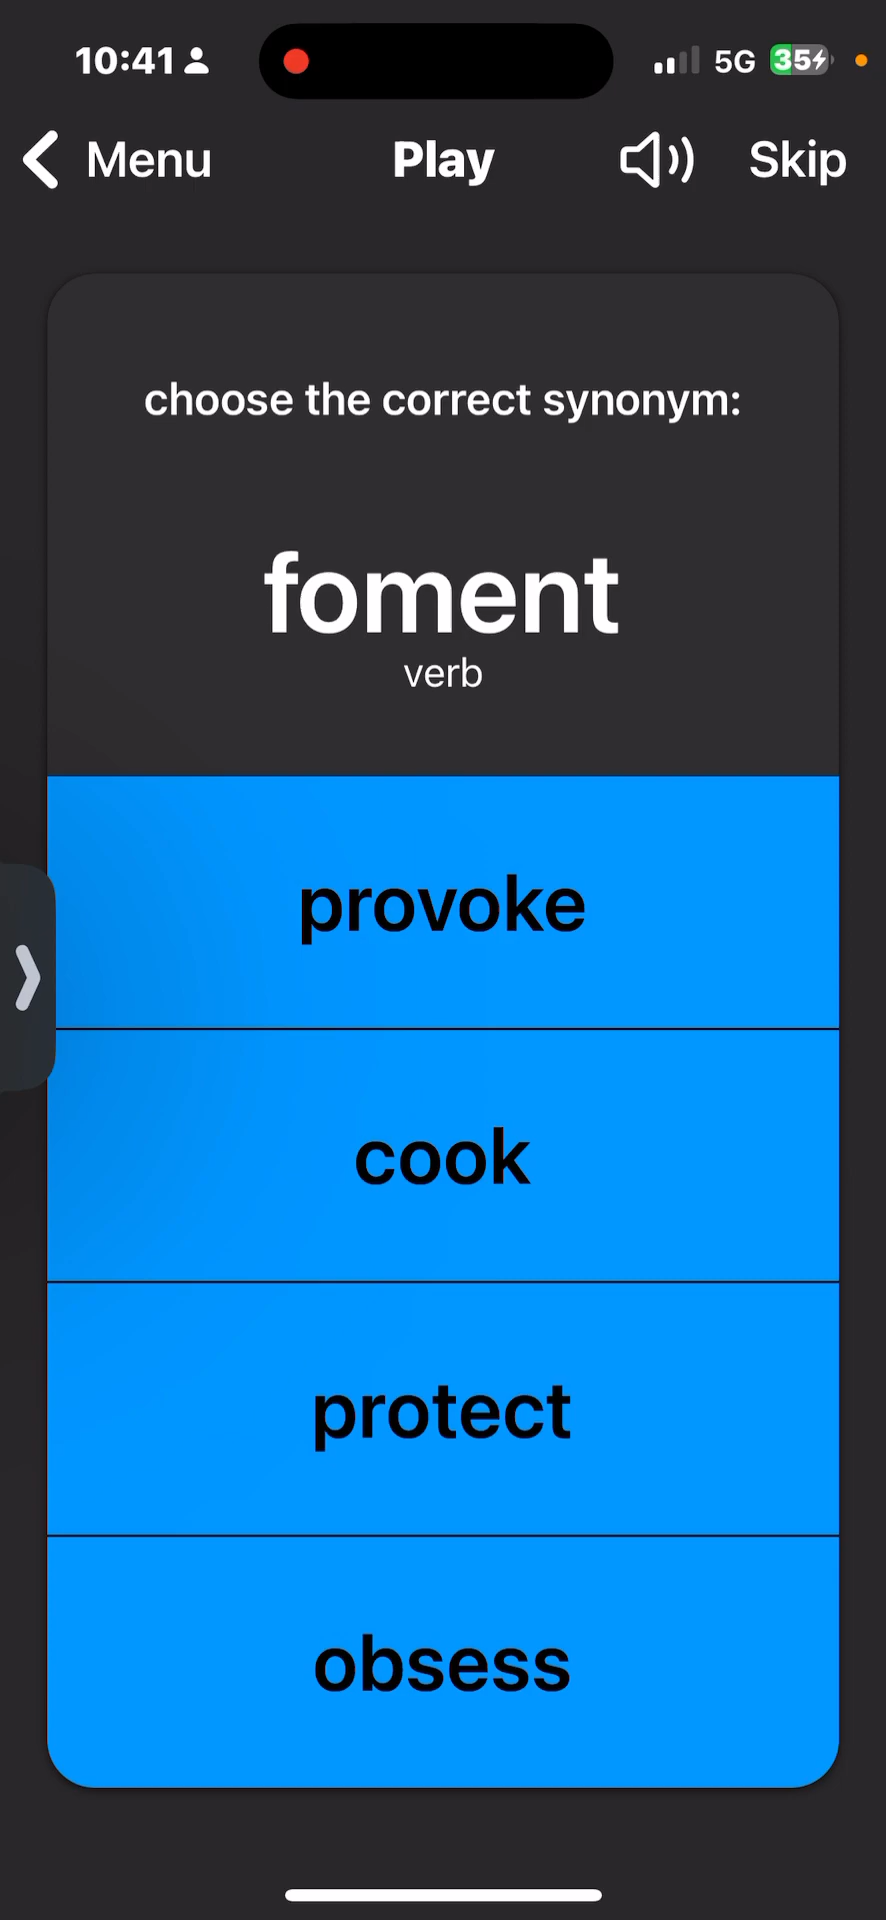 10:41 5G 35
Menu Play Skip
choose the correct synonym:
foment
verb
provoke
cook
protect
obsess